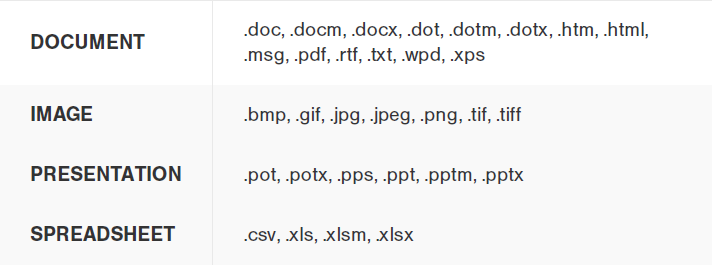 DOCUMENT
.doc, .docm, .docx, .dot, .dotm, .dotx, .htm, .html,
.msg, .pdf, .rtf, .txt, .wpd, .xps
IMAGE
.bmp, .gif, .jpg, .jpeg, .png, .tif, .tiff
PRESENTATION
.pot, .potx, .pps, .ppt, .pptm, .pptx
SPREADSHEET
.csv, .xls, .xlsm, .xlsx